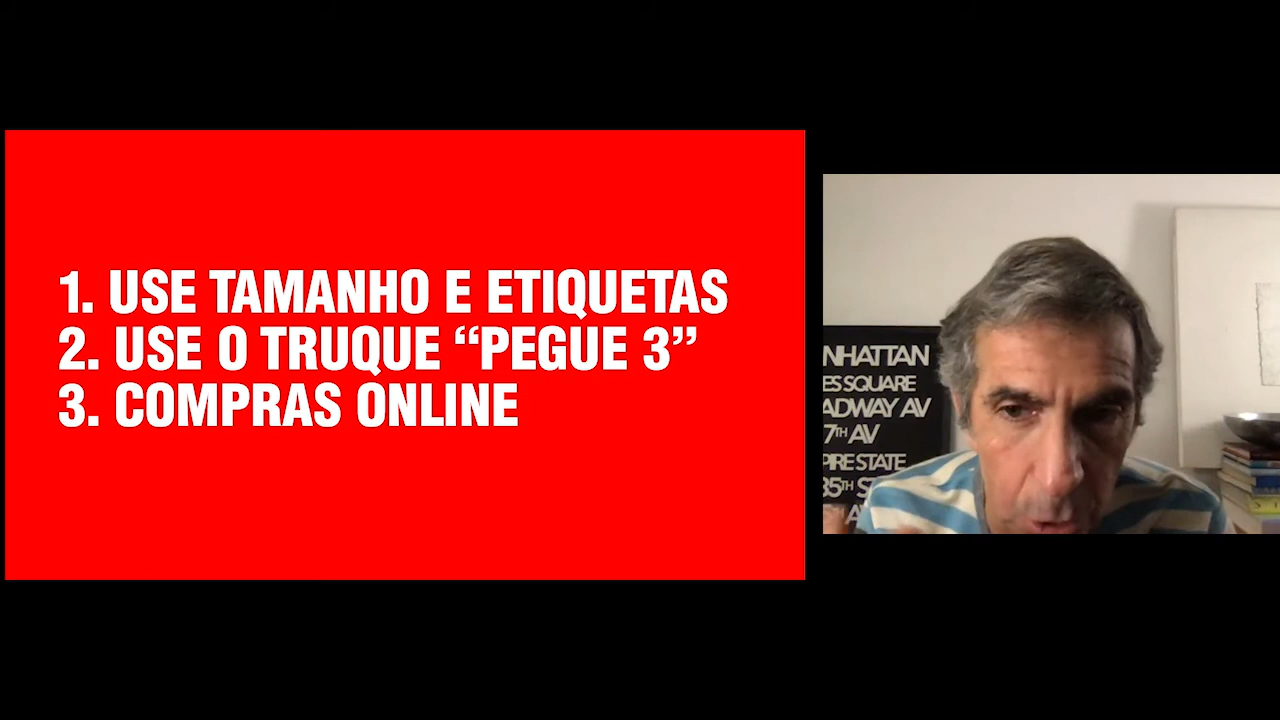 1. USE TAMANHO E ETIQUETAS
2. USE O TRUQUE “PEGUE 3”
3. COMPRAS ONLINE
NHATTAN
ES SQUARE
ADWAY AV
7TH AV
PIRE STATE
35TH S